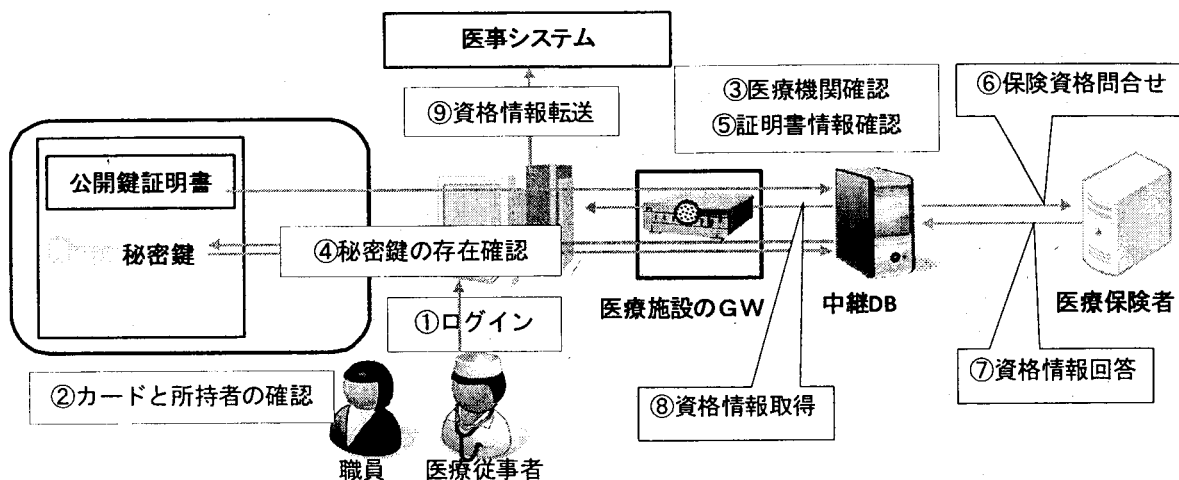 医事システム
⑨資格情報転送
③医療機関確認
⑤証明書情報確認
⑥保険資格問合せ
公開鍵証明書
秘密鍵
④秘密鍵の存在確認
医療施設のGW
中継DB
医療保険者
①ログイン
②カードと所持者の確認
⑧資格情報取得
⑦資格情報回答
職員
医療従事者